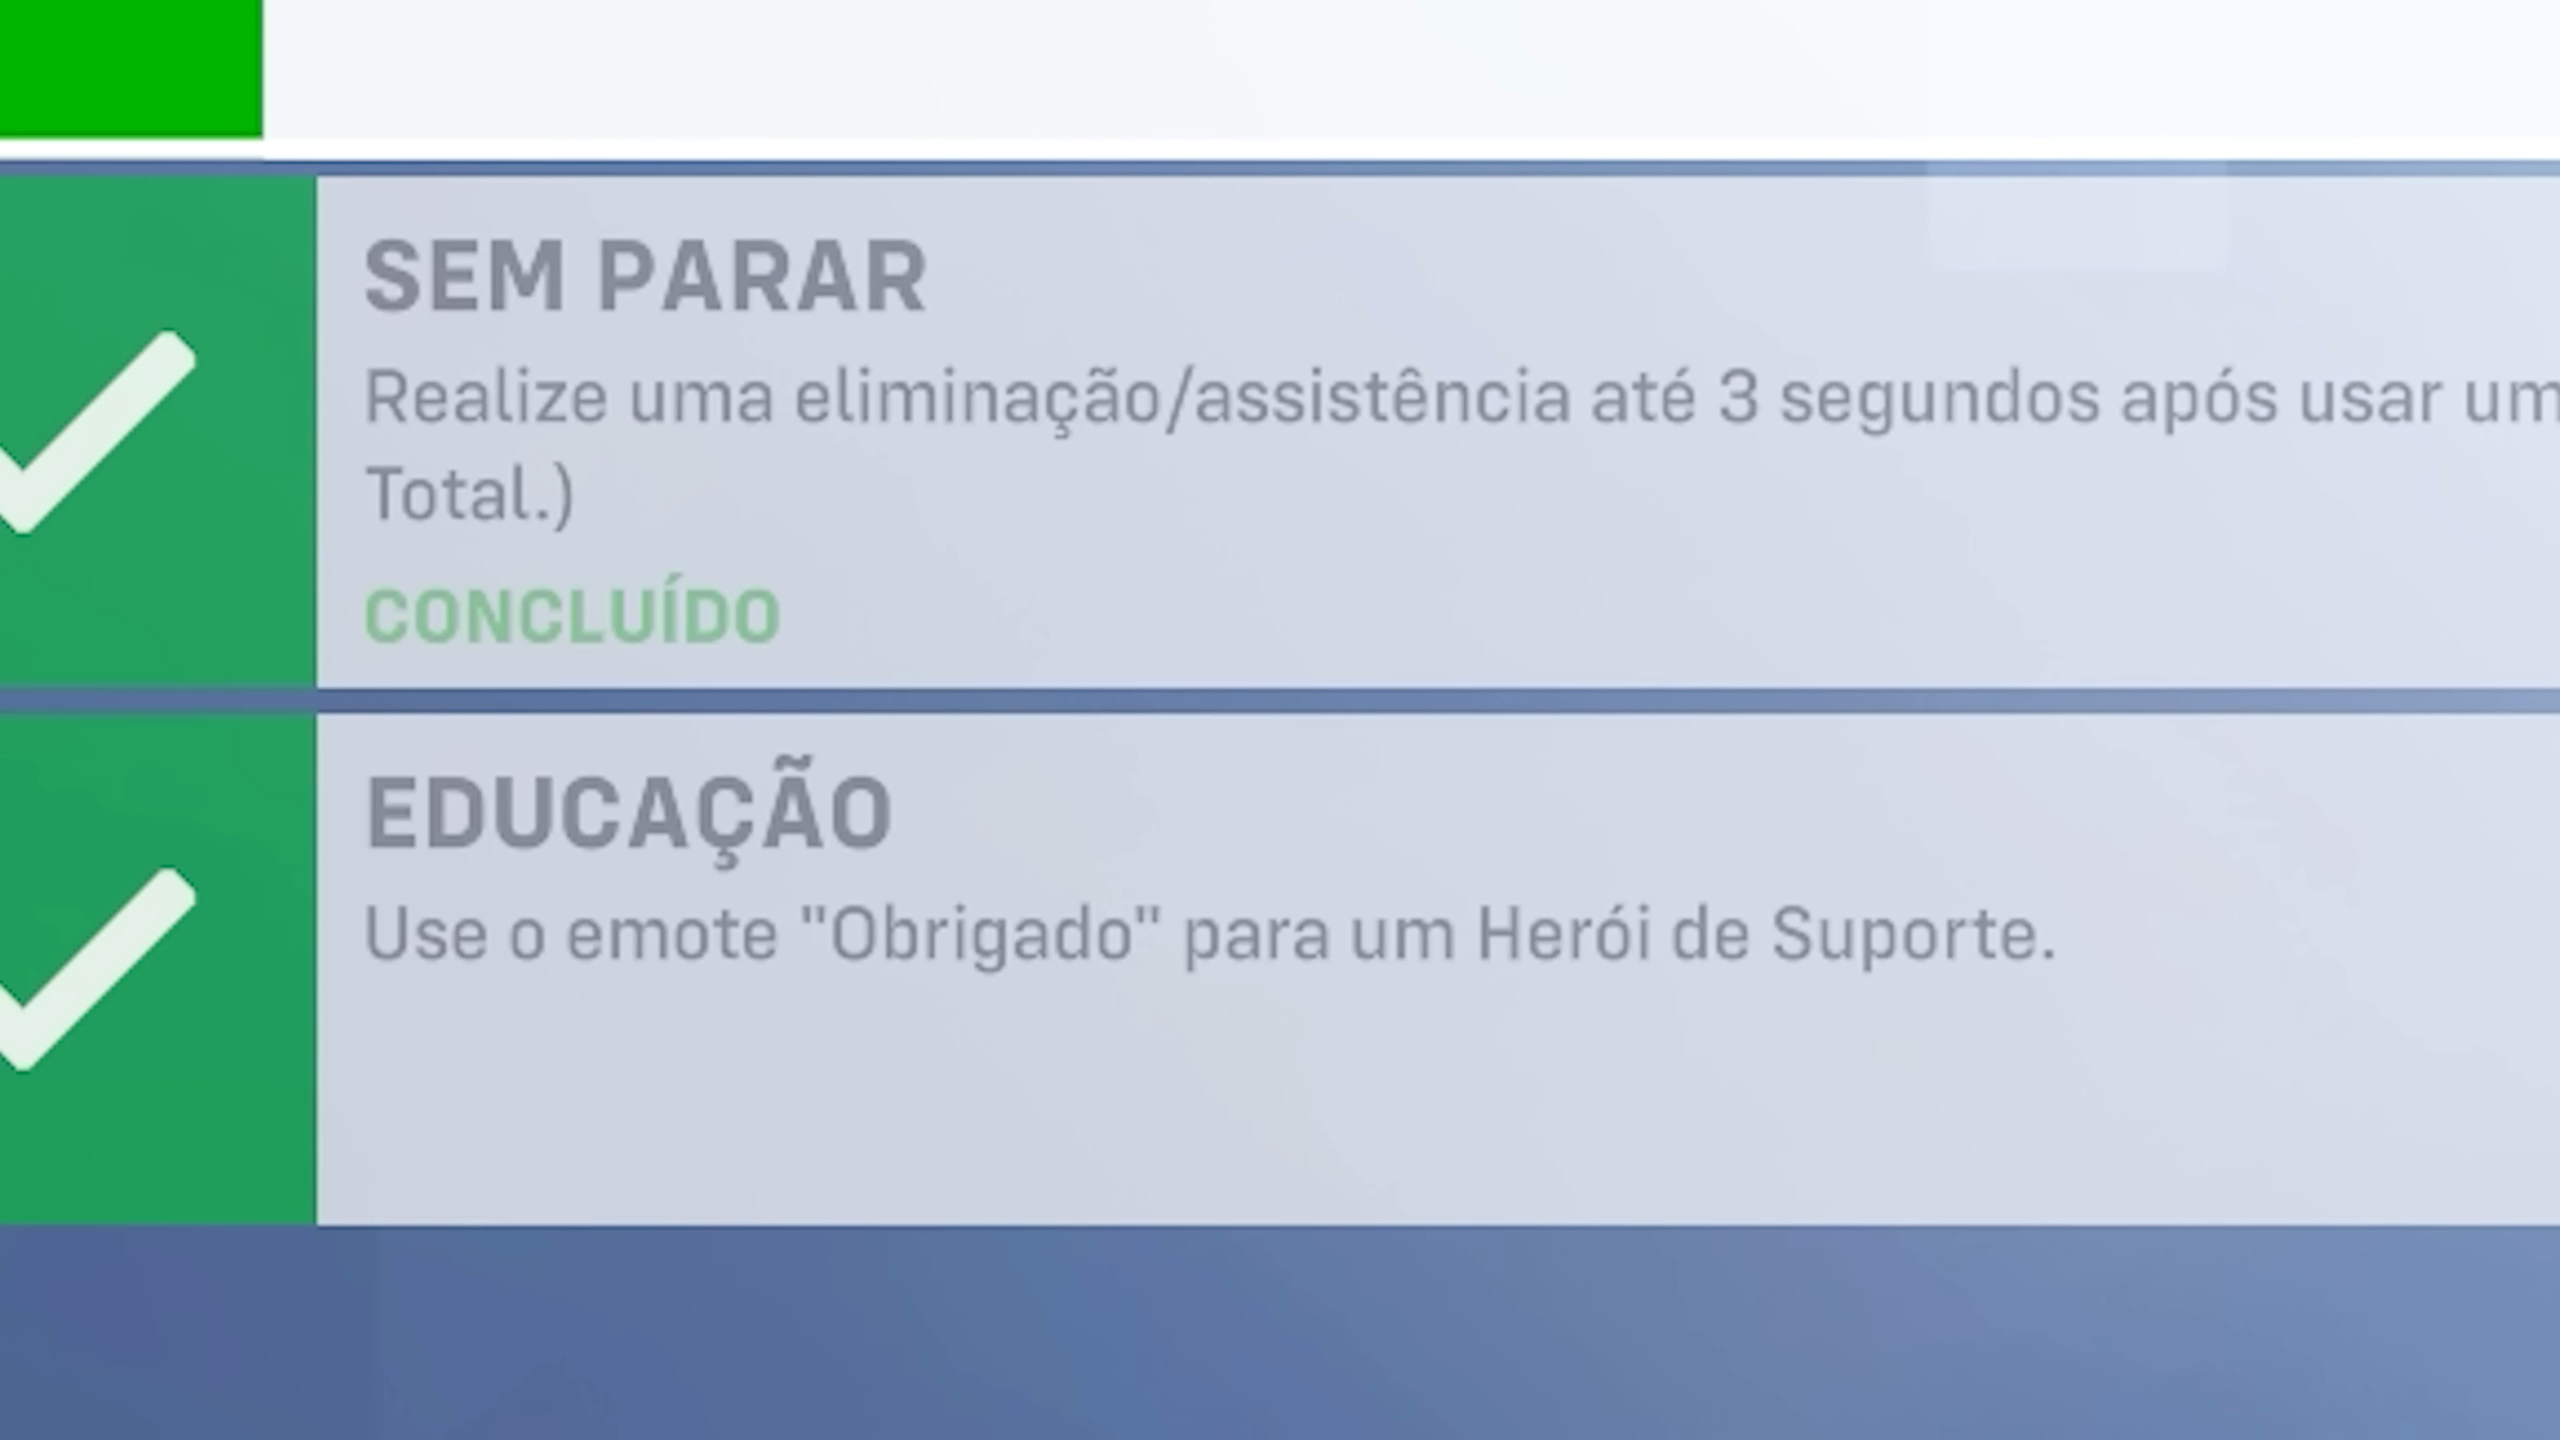 SEM PARAR
Realize uma eliminação/assistência até 3 segundos após usar um
Total.)
CONCLUÍDO
EDUCAÇÃO
Use o emote "Obrigado" para um Herói de Suporte.